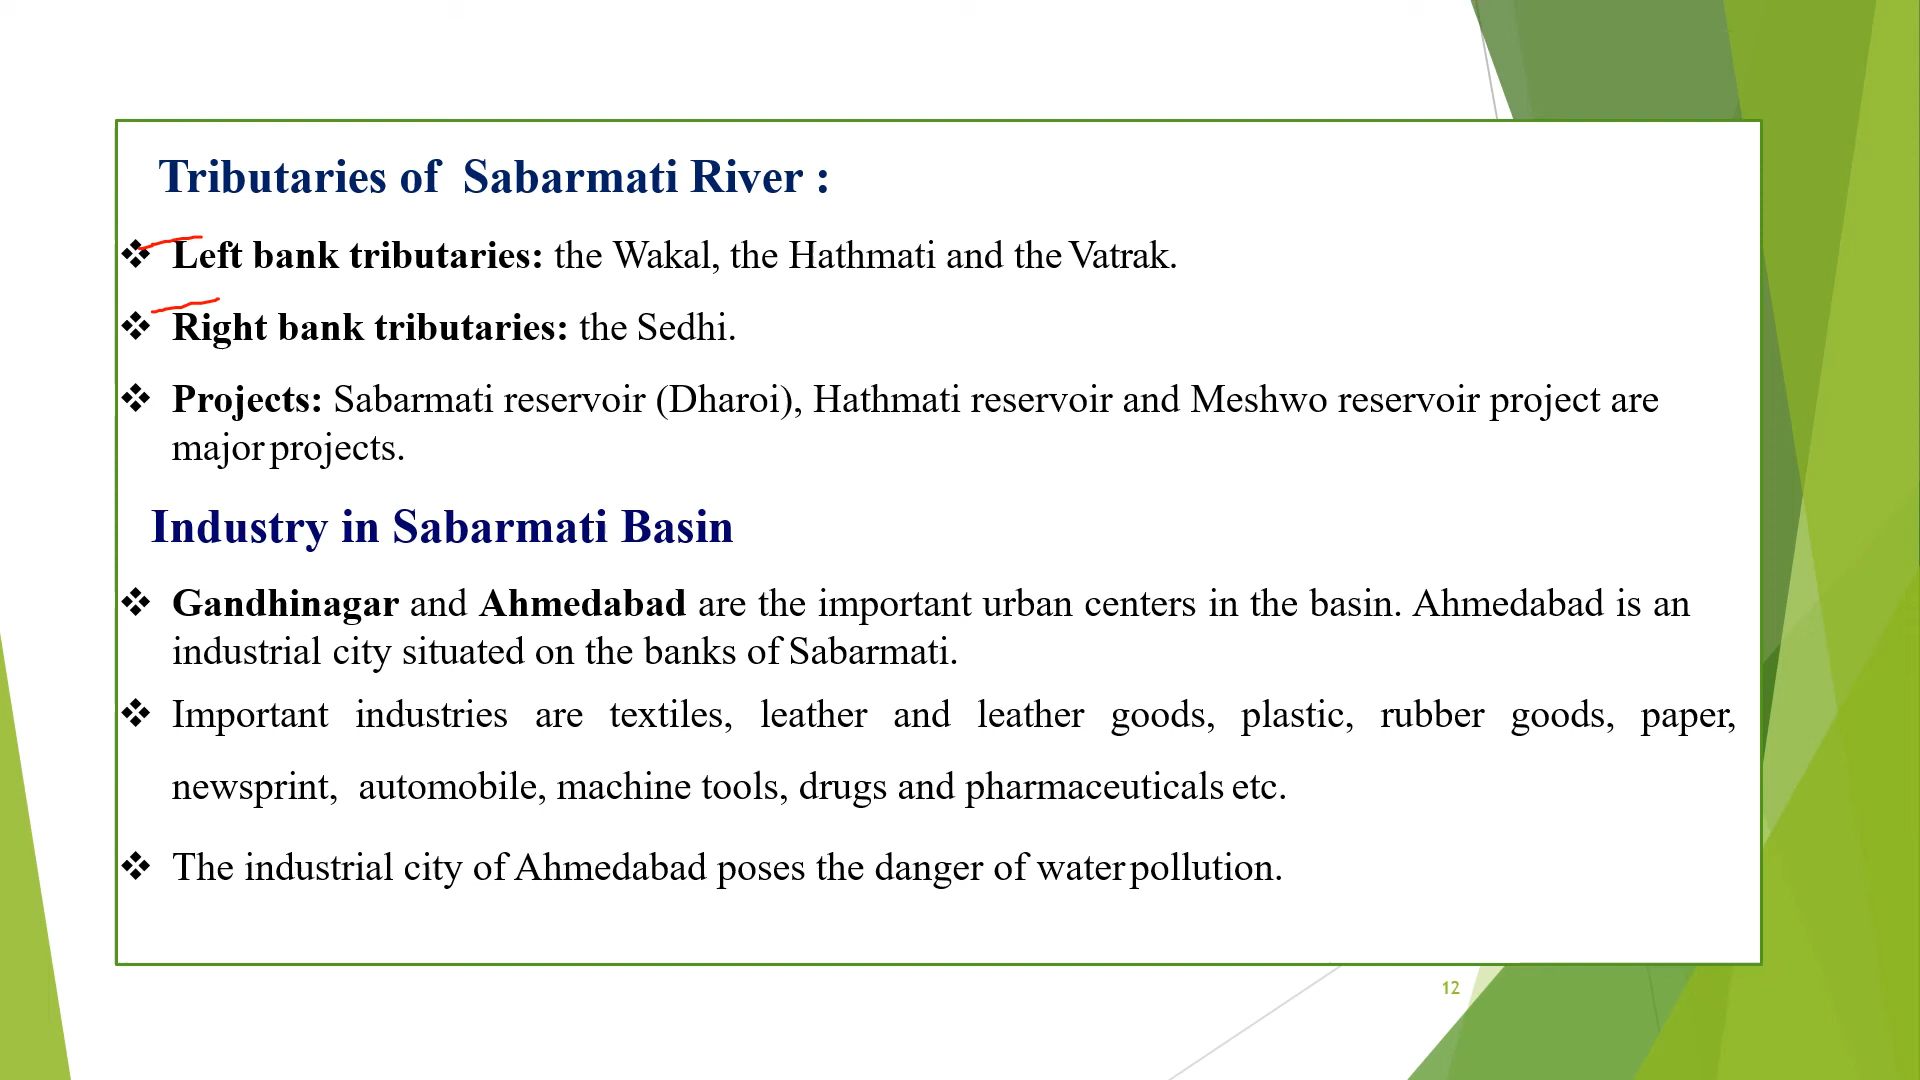 Tributaries of Sabarmati River :
❖ Left bank tributaries: the Wakal, the Hathmati and the Vatrak.
❖ Right bank tributaries: the Sedhi.
❖ Projects: Sabarmati reservoir (Dharoi), Hathmati reservoir and Meshwo reservoir project are
major projects.
Industry in Sabarmati Basin
❖ Gandhinagar and Ahmedabad are the important urban centers in the basin. Ahmedabad is an
industrial city situated on the banks of Sabarmati.
❖ Important industries are textiles, leather and leather goods, plastic, rubber goods, paper,
newsprint, automobile, machine tools, drugs and pharmaceuticals etc.
❖ The industrial city of Ahmedabad poses the danger of water pollution.
12